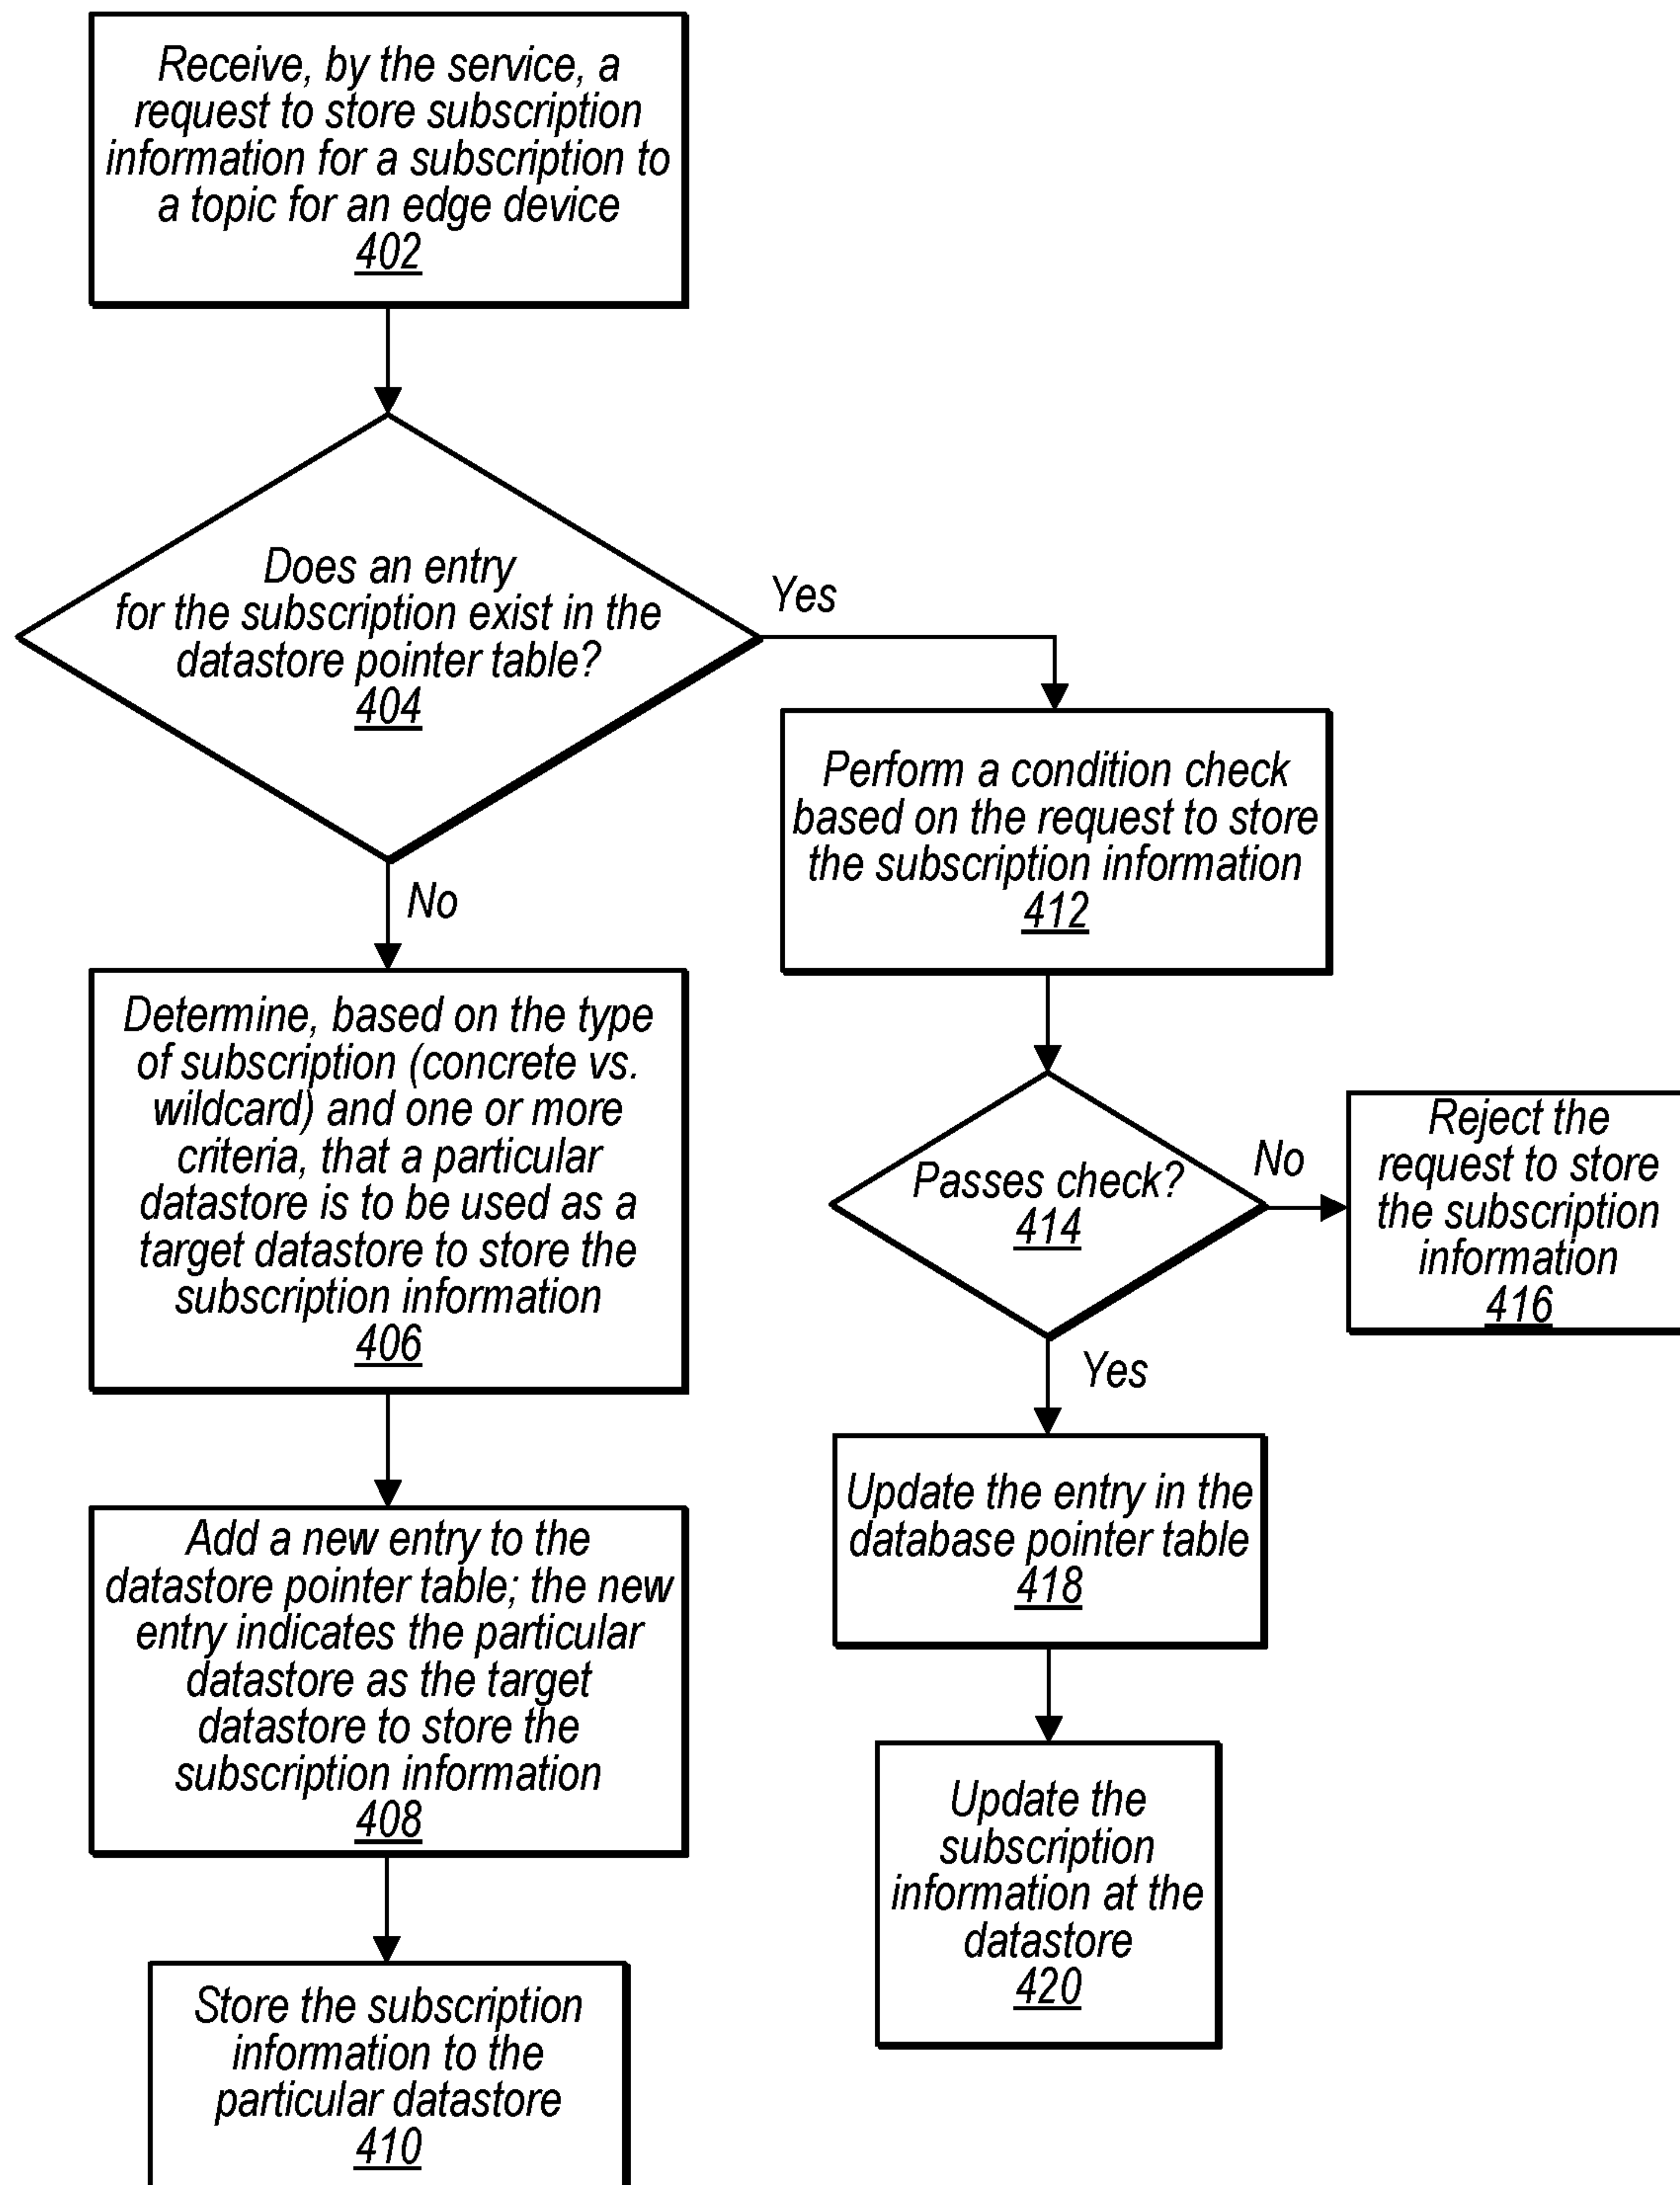 Receive, by the service, a
request to store subscription
information for a subscription to
a topic for an edge device
402
Does an entry
for the subscription exist in the
datastore pointer table?
404
Yes
No
Perform a condition check
based on the request to store
the subscription information
412
Determine, based on the type
of subscription (concrete vs.
wildcard) and one or more
criteria, that a particular
datastore is to be used as a
target datastore to store the
subscription information
406
Passes check?
414
No
Reject the
request to store
the subscription
information
416
Yes
Update the entry in the
database pointer table
418
Add a new entry to the
datastore pointer table; the new
entry indicates the particular
datastore as the target
datastore to store the
subscription information
408
Update the
subscription
information at the
datastore
420
Store the subscription
information to the
particular datastore
410